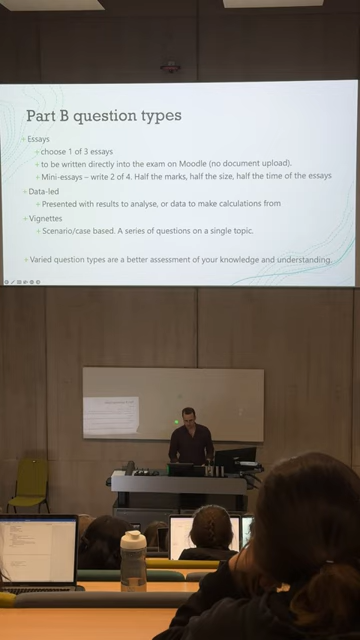 Part B question types
Essays
choose 1 of 3 essays
to be written directly into the exam on Moodle (no document upload).
Mini-essays – write 2 of 4. Half the marks, half the size, half the time of the essays
Data-led
Presented with results to analyse, or data to make calculations from
Vignettes
Scenario/case based. A series of questions on a single topic.
Varied question types are a better assessment of your knowledge and understanding.